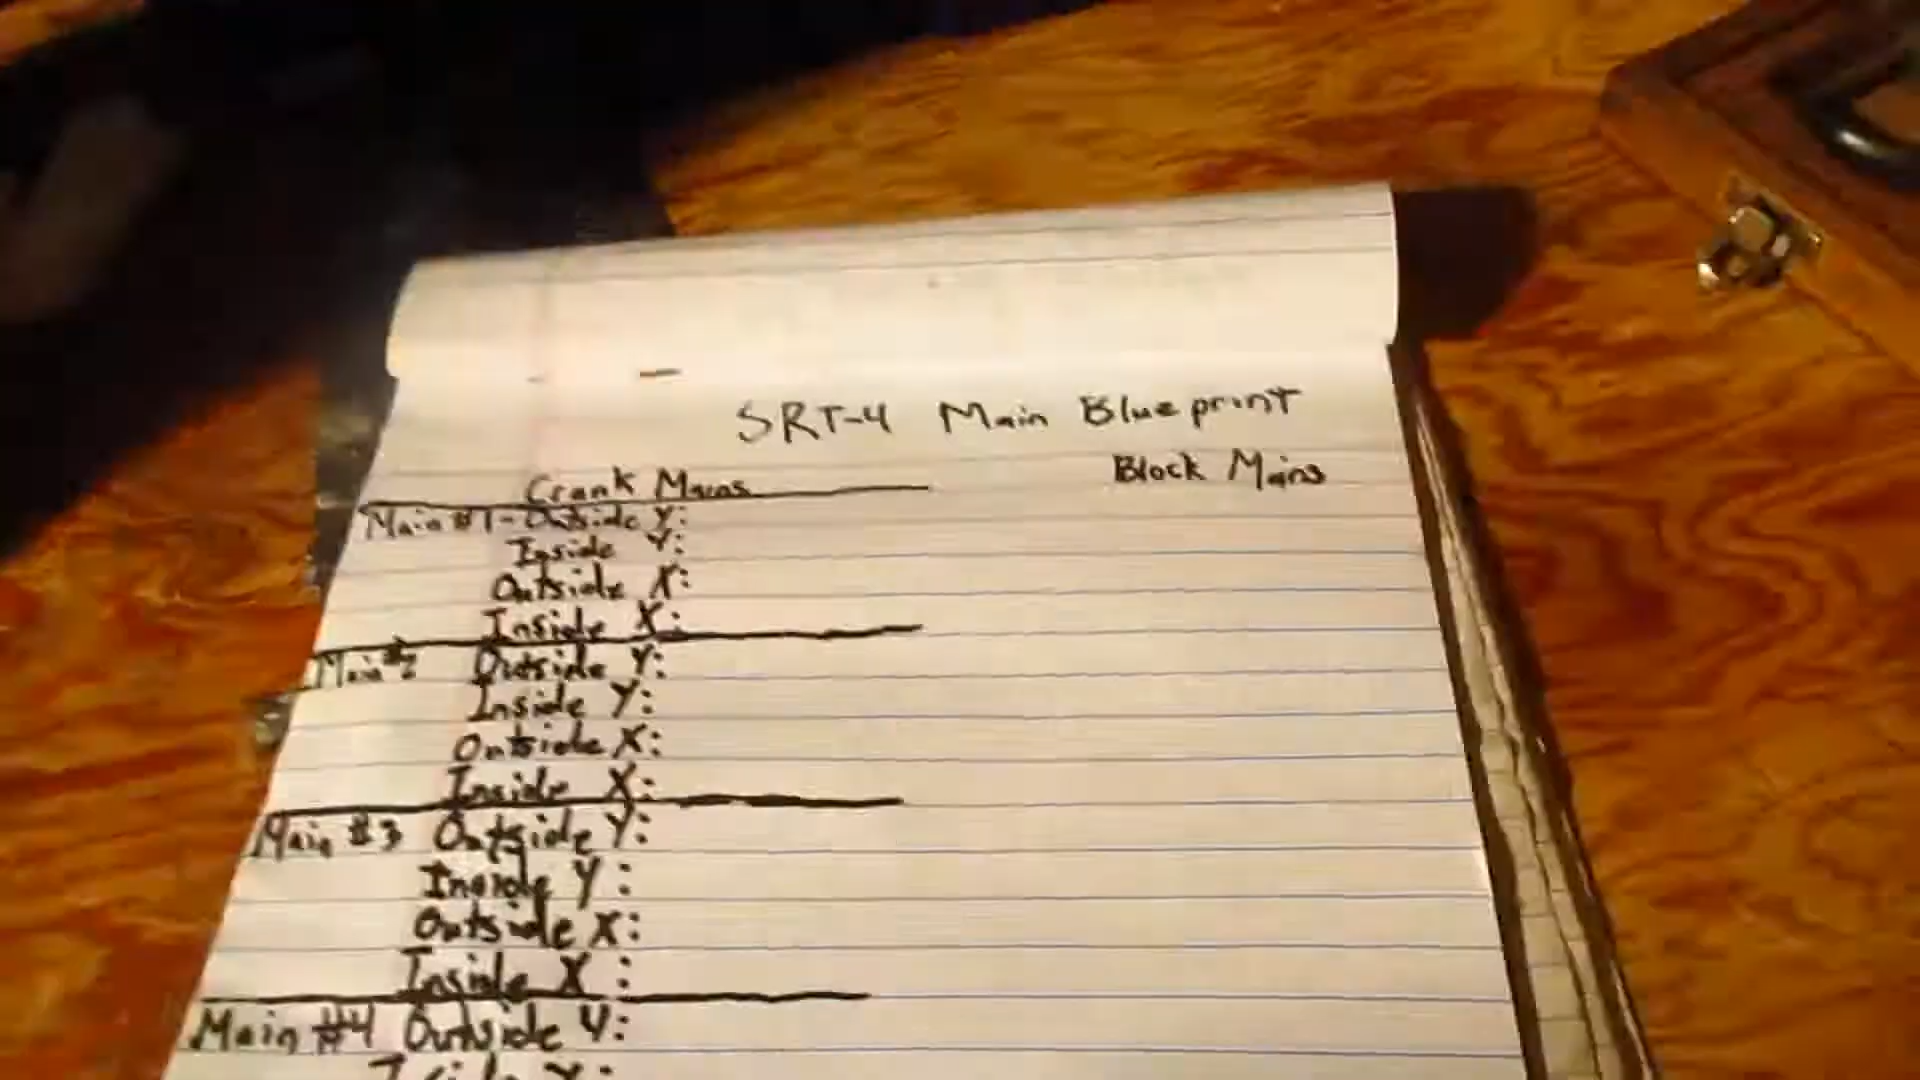 SRT-4 Main Blueprint
Crank Mains Block Mains
Main #1- Outside Y:
Inside Y:
Outside X:
Inside X:
Main #2 Outside Y:
Inside Y:
Outside X:
Inside X:
Main #3 Outside Y:
Inside Y:
Outside X:
Inside X:
Main #4 Outside Y:
Inside Y: